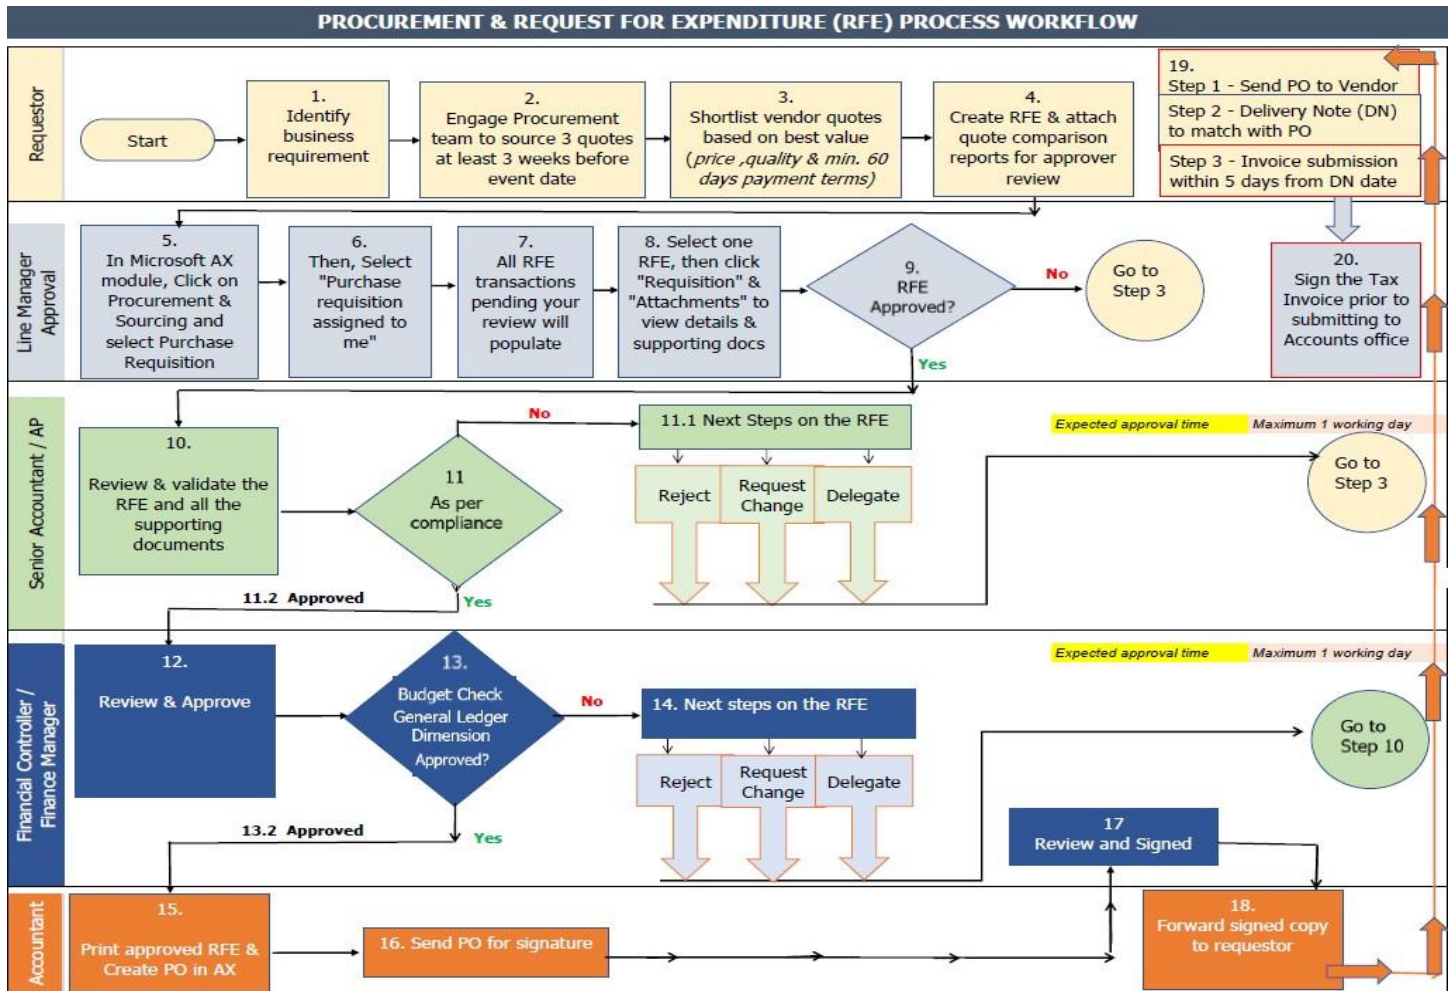 PROCUREMENT & REQUEST FOR EXPENDITURE (RFE) PROCESS WORKFLOW
Requestor
Start
1.
Identify
business
requirement
2.
Engage Procurement
team to source 3 quotes
at least 3 weeks before
event date
3.
Shortlist vendor quotes
based on best value
(price ,quality & min. 60
days payment terms)
4.
Create RFE & attach
quote comparison
reports for approver
review
19.
Step 1 - Send PO to Vendor
Step 2 - Delivery Note (DN)
to match with PO
Step 3 - Invoice submission
within 5 days from DN date
Line Manager
Approval
5.
In Microsoft AX
module, Click on
Procurement &
Sourcing and
select Purchase
Requisition
6.
Then, Select
"Purchase
requisition
assigned to
me"
7.
All RFE
transactions
pending your
review will
populate
8. Select one
RFE, then click
"Requisition" &
"Attachments" to
view details &
supporting docs
9.
RFE
Approved?
No
Go to
Step 3
20.
Sign the Tax
Invoice prior to
submitting to
Accounts office
Yes
Senior Accountant / AP
10.
Review & validate the
RFE and all the
supporting
documents
11
As per
compliance
No
11.1 Next Steps on the RFE
Reject
Request
Change
Delegate
Expected approval time
Maximum 1 working day
Go to
Step 3
11.2 Approved
Yes
Financial Controller /
Finance Manager
12.
Review & Approve
13.
Budget Check
General Ledger
Dimension
Approved?
No
14. Next steps on the RFE
Reject
Request
Change
Delegate
Expected approval time
Maximum 1 working day
Go to
Step 10
13.2 Approved
Yes
17
Review and Signed
Accountant
15.
Print approved RFE &
Create PO in AX
16. Send PO for signature
18.
Forward signed copy
to requestor